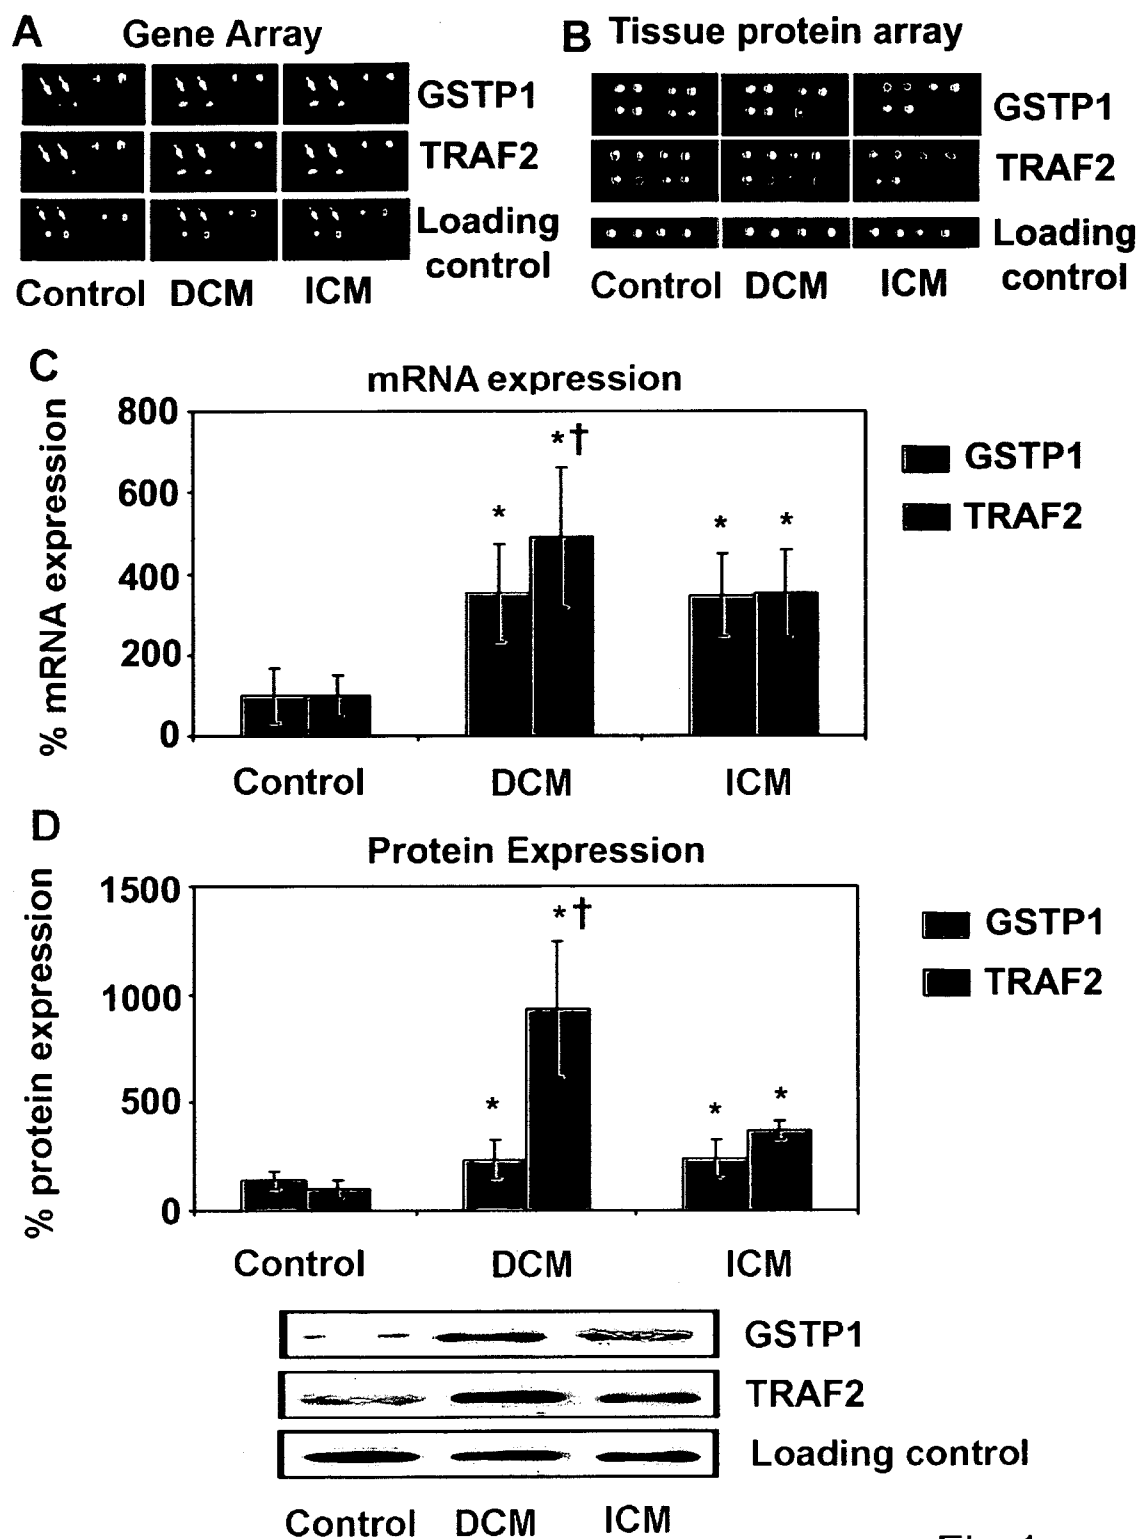 A Gene Array
GSTP1
TRAF2
Loading
control
Control DCM ICM
B Tissue protein array
GSTP1
TRAF2
Loading
control
Control DCM ICM
C
mRNA expression
% mRNA expression
800
600
400
200
0
* *† * *
GSTP1
TRAF2
Control DCM ICM
D
Protein Expression
% protein expression
1500
1000
500
0
* *† * *
GSTP1
TRAF2
Control DCM ICM
GSTP1
TRAF2
Loading control
Control DCM ICM